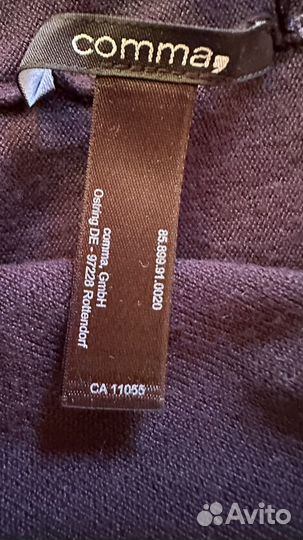 comma,
85.899.91.0020
comma, GmbH
Ostring DE - 97228 Rottendorf
CA 11055
Avito